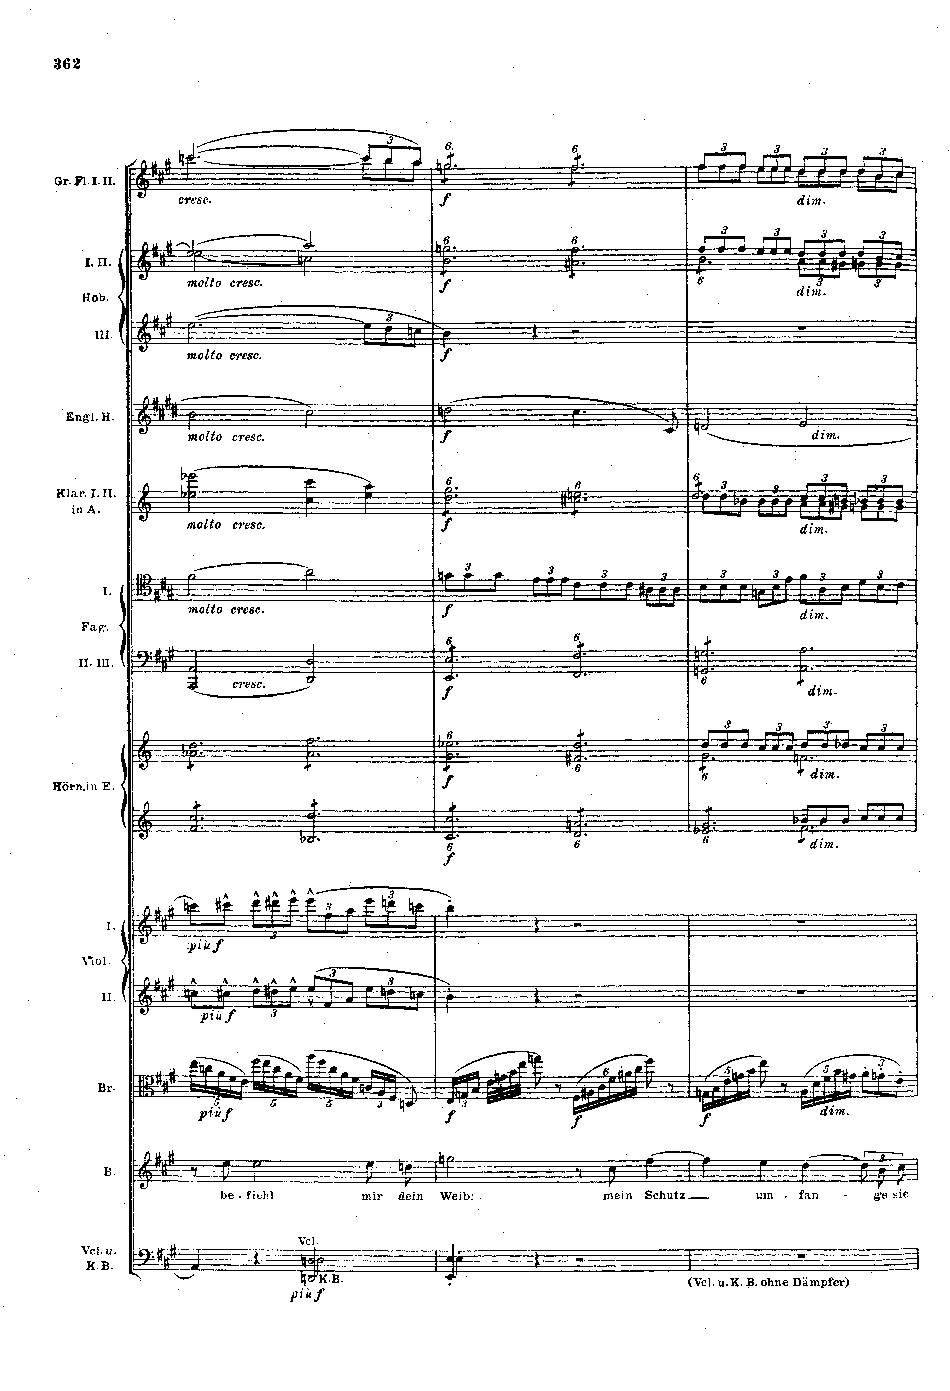 362
Gr. Fl. I. II.
cresc.
f
dim.
I. II.
molto cresc.
f
dim.
Hob.
III.
molto cresc.
f
Engl. H.
molto cresc.
f
dim.
Klar. I. II.
in A.
molto cresc.
f
dim.
I.
molto cresc.
f
dim.
Fag.
II. III.
cresc.
f
dim.
f
dim.
Hörn. in E.
f
dim.
I.
più f
Viol.
II.
più f
Br.
più f
f
f
f
dim.
B.
be - fiehl mir dein Weib: mein Schutz um - fan - ge sie
Vcl. u.
K. B.
Vcl.
K.B.
più f
(Vcl. u. K. B. ohne Dämpfer)